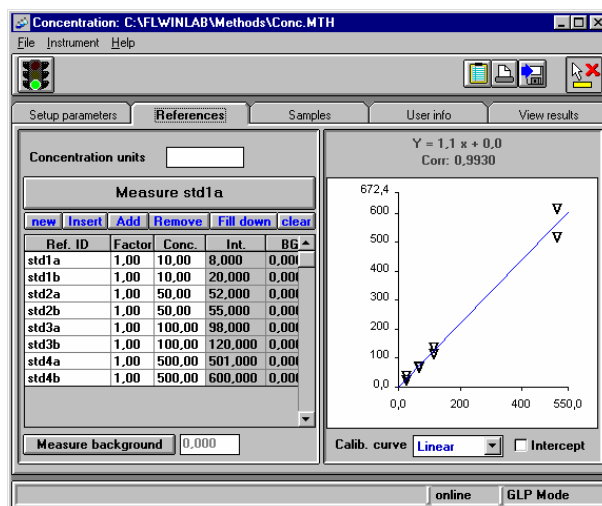 Concentration: C:\FLWINLAB\Methods\Conc.MTH
File Instrument Help
Setup parameters References Samples User info View results
Concentration units
Measure std1a
new Insert Add Remove Fill down clear
Ref. ID Factor Conc. Int. BG
std1a 1,00 10,00 8,000 0,000
std1b 1,00 10,00 20,000 0,000
std2a 1,00 50,00 52,000 0,000
std2b 1,00 50,00 55,000 0,000
std3a 1,00 100,00 98,000 0,000
std3b 1,00 100,00 120,000 0,000
std4a 1,00 500,00 501,000 0,000
std4b 1,00 500,00 600,000 0,000
Measure background 0,000
Y = 1,1 x + 0,0
Corr: 0,9930
672,4
600
500
400
300
200
100
0,0
0,0 200 400 550,0
Calib. curve Linear Intercept
online GLP Mode